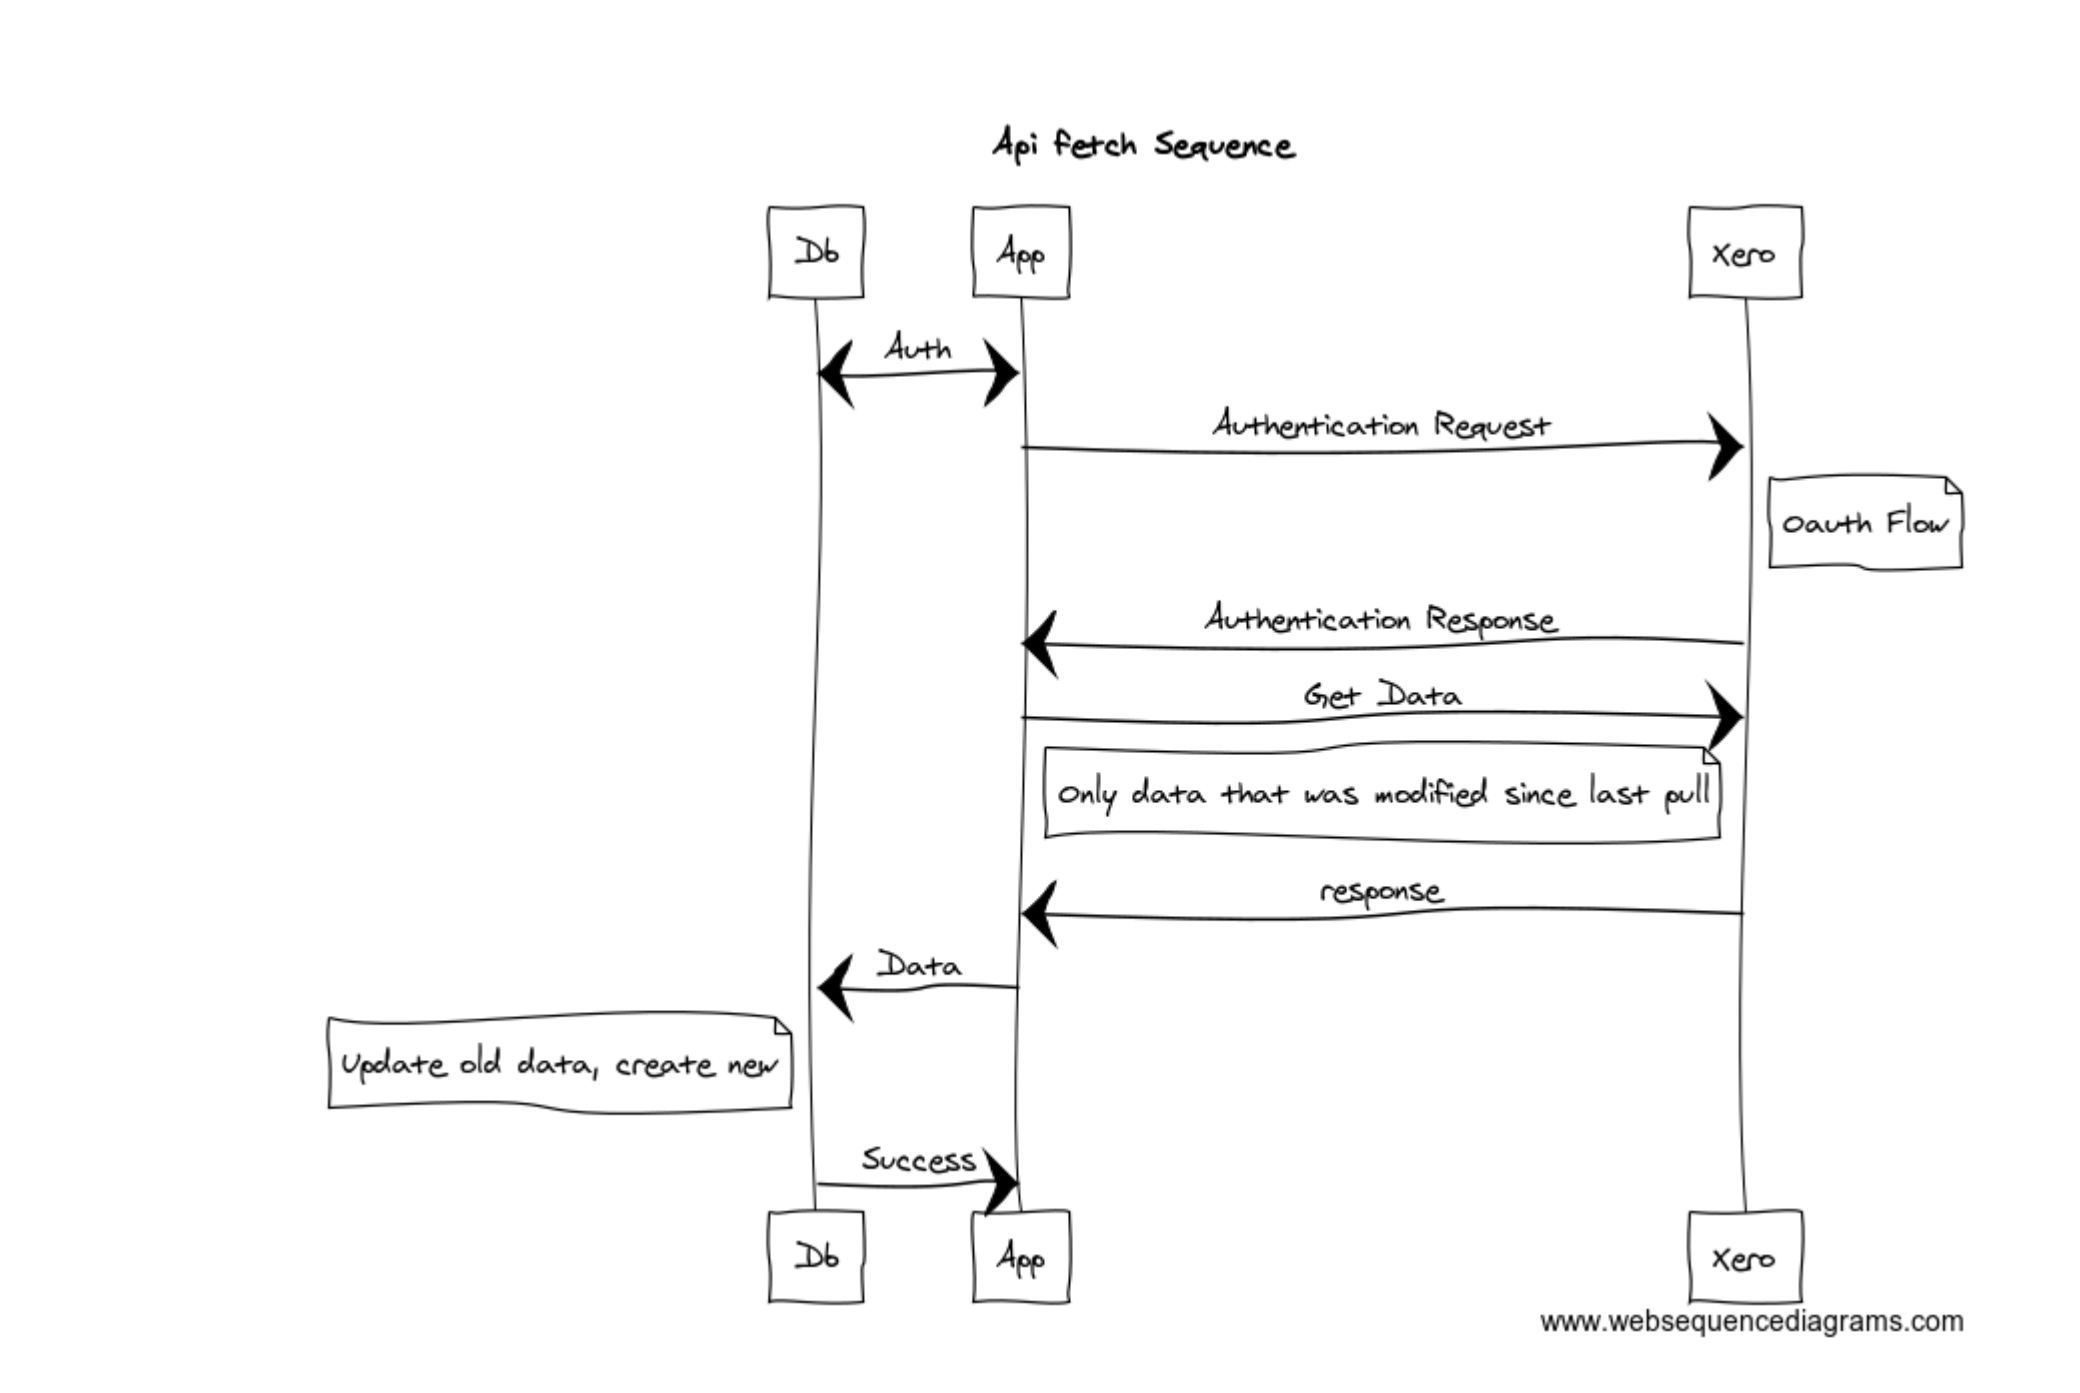 Api Fetch Sequence
Db
App
Xero
Auth
Authentication Request
Oauth Flow
Authentication Response
Get Data
Only data that was modified since last pull
response
Data
Update old data, create new
Success
Db
App
Xero
www.websequencediagrams.com